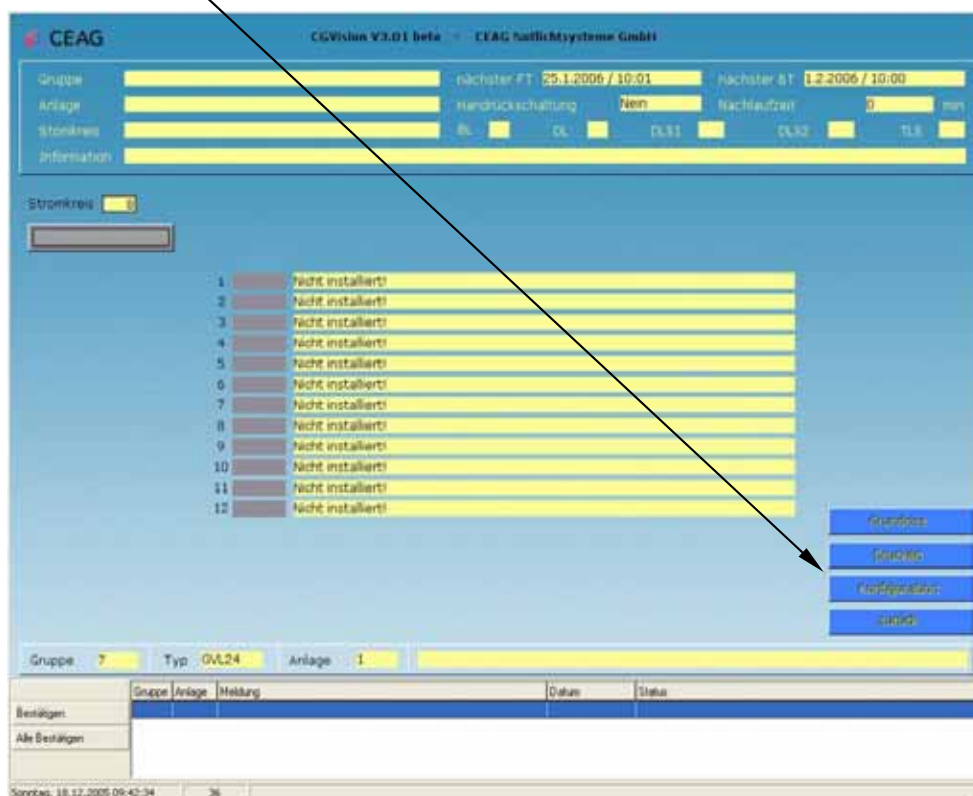 CEAG
CGVision V3.01 beta - CEAG Notlichtsysteme GmbH
Gruppe nächster FT 25.1.2006 / 10:01 nächster BT 1.2.2006 / 10:00
Anlage Handrückschaltung Nein Nachlaufzeit 0 min
Stromkreis BL DL DLS1 DLS2 TLS
Information
Stromkreis 0
1 Nicht installiert!
2 Nicht installiert!
3 Nicht installiert!
4 Nicht installiert!
5 Nicht installiert!
6 Nicht installiert!
7 Nicht installiert!
8 Nicht installiert!
9 Nicht installiert!
10 Nicht installiert!
11 Nicht installiert!
12 Nicht installiert!
Grundriss
Drucken
Konfiguration
zurück
Gruppe 7 Typ GVL24 Anlage 1
Gruppe Anlage Meldung Datum Status
Bestätigen
Alle Bestätigen
Sonntag, 18.12.2005 09:42:34 36